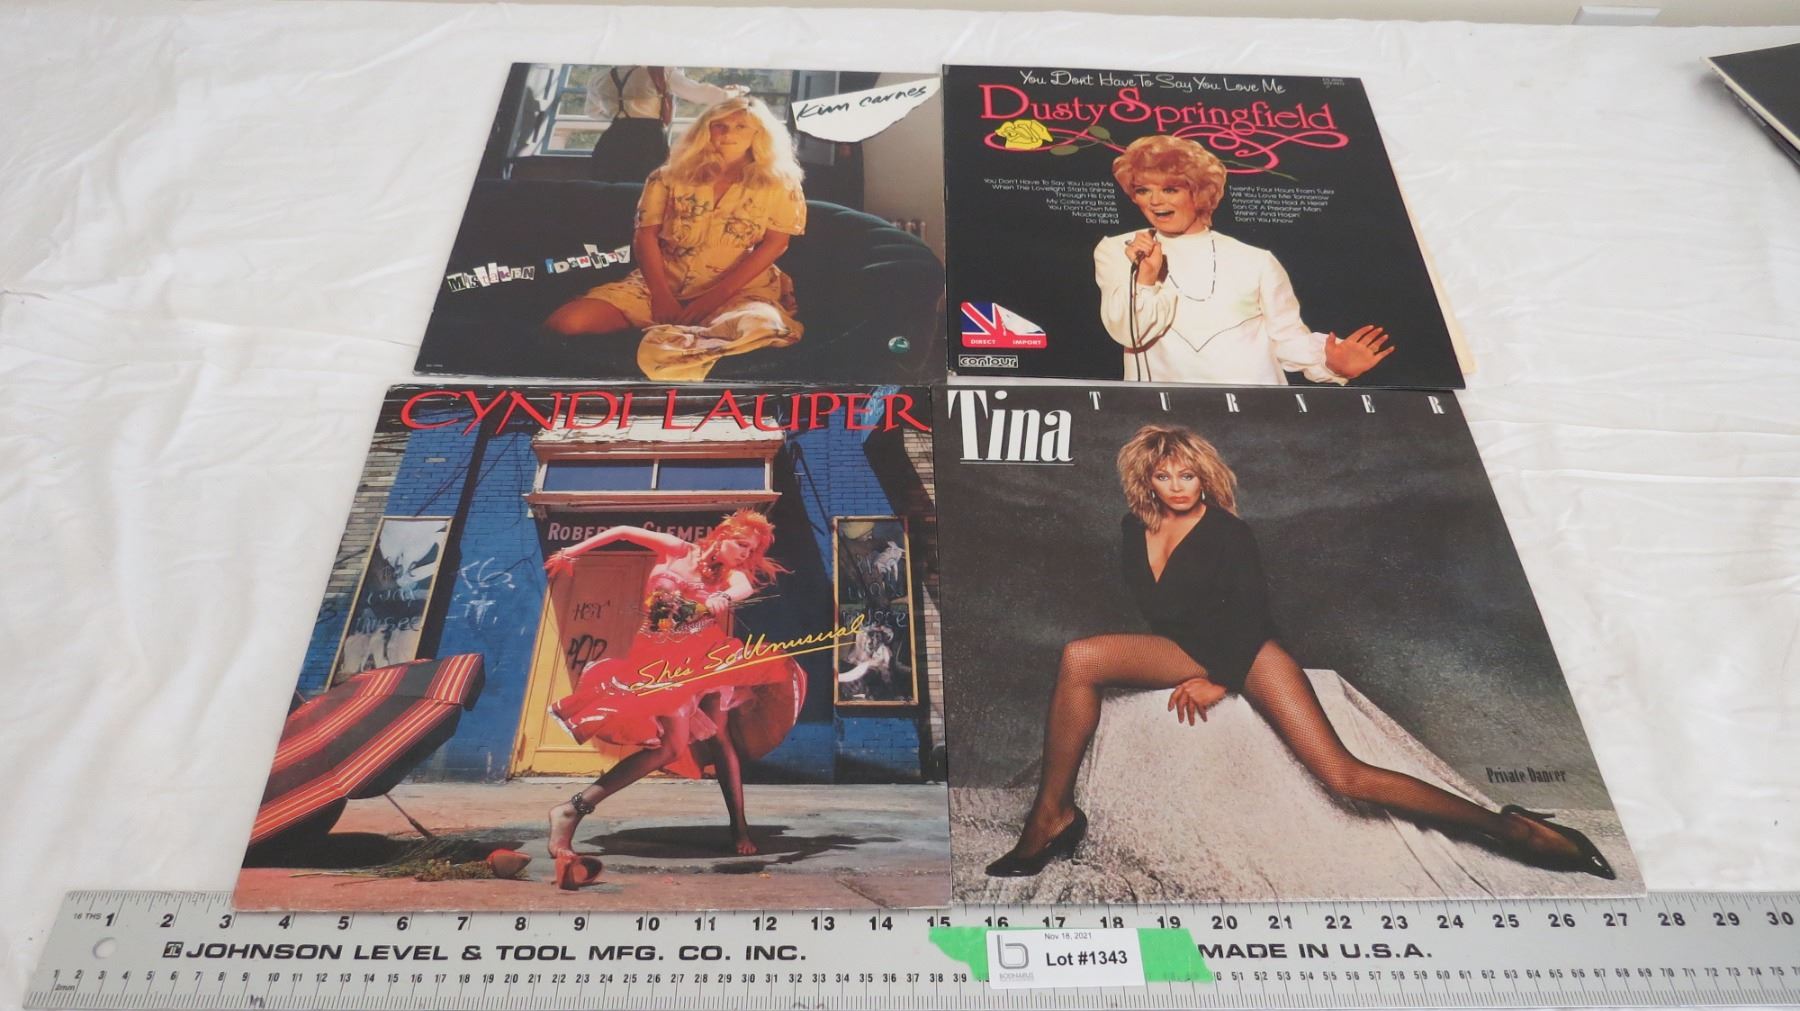 Kim Carnes
MISTAKEN IDENTITY
You Don't Have To Say You Love Me
Dusty Springfield
You Don't Have To Say You Love Me
When The Lovelight Starts Shining
Through His Eyes
My Colouring Book
You Don't Own Me
Mockingbird
Do Re Mi
Twenty Four Hours From Tulsa
Will You Love Me Tomorrow
Anyone Who Had A Heart
Son Of A Preacher Man
Wishin' And Hopin'
Don't You Know
DIRECT IMPORT
contour
CYNDI LAUPER
ROBER CLEMEN
She's So Unusual
Tina TURNER
Private Dancer
16 THS 1 2 3 4 5 6 7 8 9 10 11 12 13 14 15 16 17 18 19 20 21 22 23 24 25 26 27 28 29 30
JOHNSON LEVEL & TOOL MFG. CO. INC.
MADE IN U.S.A.
Nov 18, 2021
Lot #1343
BODNARUS